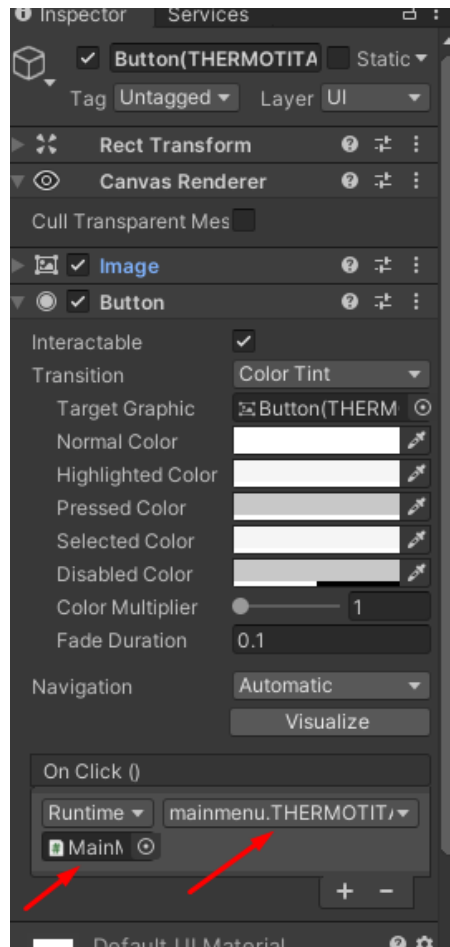 Inspector Services
Button(THERMOTITA Static
Tag Untagged Layer UI
Rect Transform
Canvas Renderer
Cull Transparent Mes
Image
Button
Interactable
Transition Color Tint
Target Graphic Button(THERM
Normal Color
Highlighted Color
Pressed Color
Selected Color
Disabled Color
Color Multiplier 1
Fade Duration 0.1
Navigation Automatic
Visualize
On Click ()
Runtime mainmenu.THERMOTITA
MainM
+ -
Default UI Material